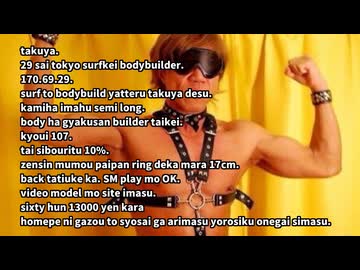 takuya.
29 sai tokyo surfkei bodybuilder.
170.69.29.
surf to bodybuild yatteru takuya desu.
kamiha imahu semi long.
body ha gyakusan builder taikei.
kyoui 107.
tai sibouritu 10%.
zensin mumou paipan ring deka mara 17cm.
back tatiuke ka. SM play mo OK.
video model mo site imasu.
sixty hun 13000 yen kara
homepe ni gazou to syosai ga arimasu yorosiku onegai simasu.